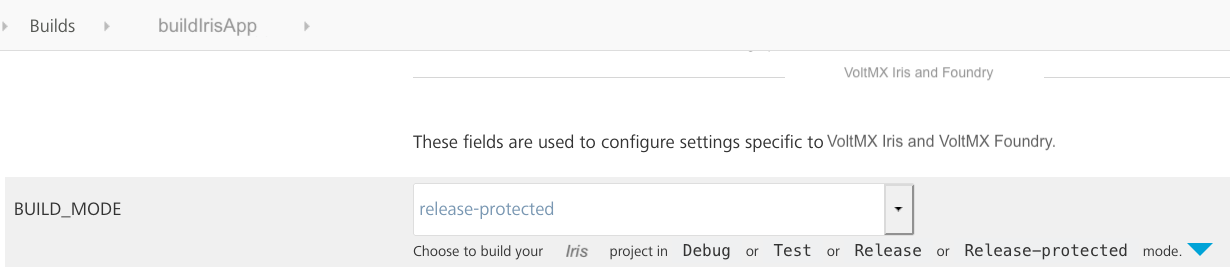 Builds buildIrisApp
VoltMX Iris and Foundry
These fields are used to configure settings specific to VoltMX Iris and VoltMX Foundry.
BUILD_MODE release-protected
Choose to build your Iris project in Debug or Test or Release or Release-protected mode.